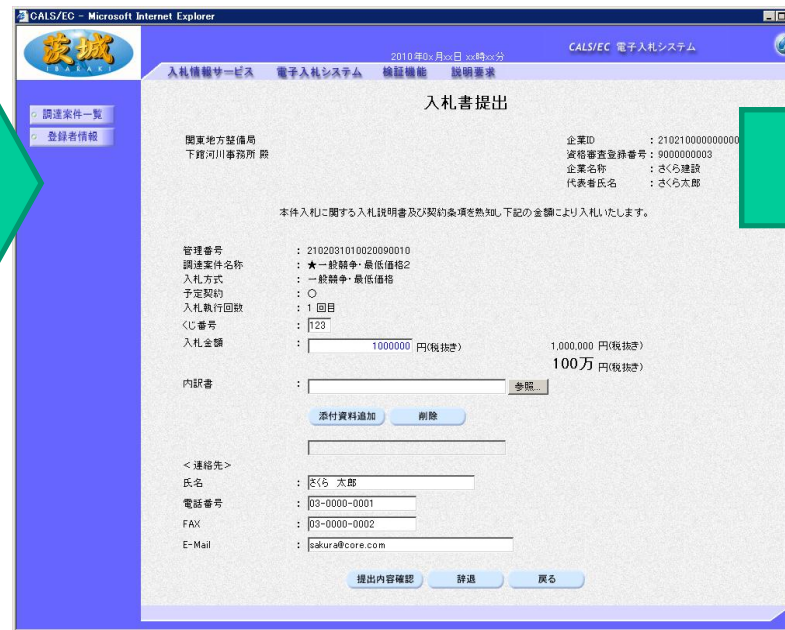 CALS/EC - Microsoft Internet Explorer
茨城
IBARAKI
2010年0x月xx日 xx時xx分
CALS/EC 電子入札システム
入札情報サービス 電子入札システム 検証機能 説明要求
調達案件一覧
登録者情報
入札書提出
関東地方整備局
下館河川事務所 殿
企業ID : 210210000000000
資格審査登録番号 : 9000000003
企業名称 : さくら建設
代表者氏名 : さくら太郎
本件入札に関する入札説明書及び契約条項を熟知し下記の金額により入札いたします。
管理番号 : 2102031010020090010
調達案件名称 : ★一般競争・最低価格2
入札方式 : 一般競争・最低価格
予定契約 : ○
入札執行回数 : 1 回目
くじ番号 : 123
入札金額 : 1000000 円(税抜き) 1,000,000 円(税抜き)
100万 円(税抜き)
内訳書 : 参照...
添付資料追加 削除
<連絡先>
氏名 : さくら 太郎
電話番号 : 03-0000-0001
FAX : 03-0000-0002
E-Mail : sakura@core.com
提出内容確認 辞退 戻る